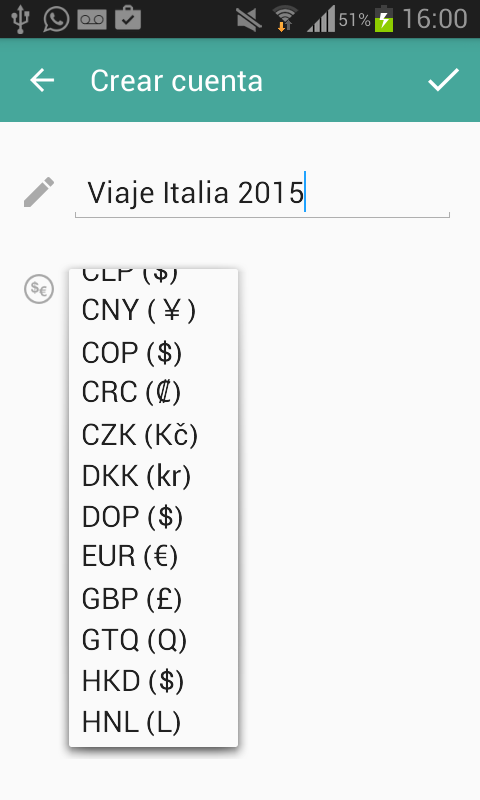 51% 16:00
Crear cuenta
Viaje Italia 2015
$€
CLP ($)
CNY (¥)
COP ($)
CRC (₡)
CZK (Kč)
DKK (kr)
DOP ($)
EUR (€)
GBP (£)
GTQ (Q)
HKD ($)
HNL (L)